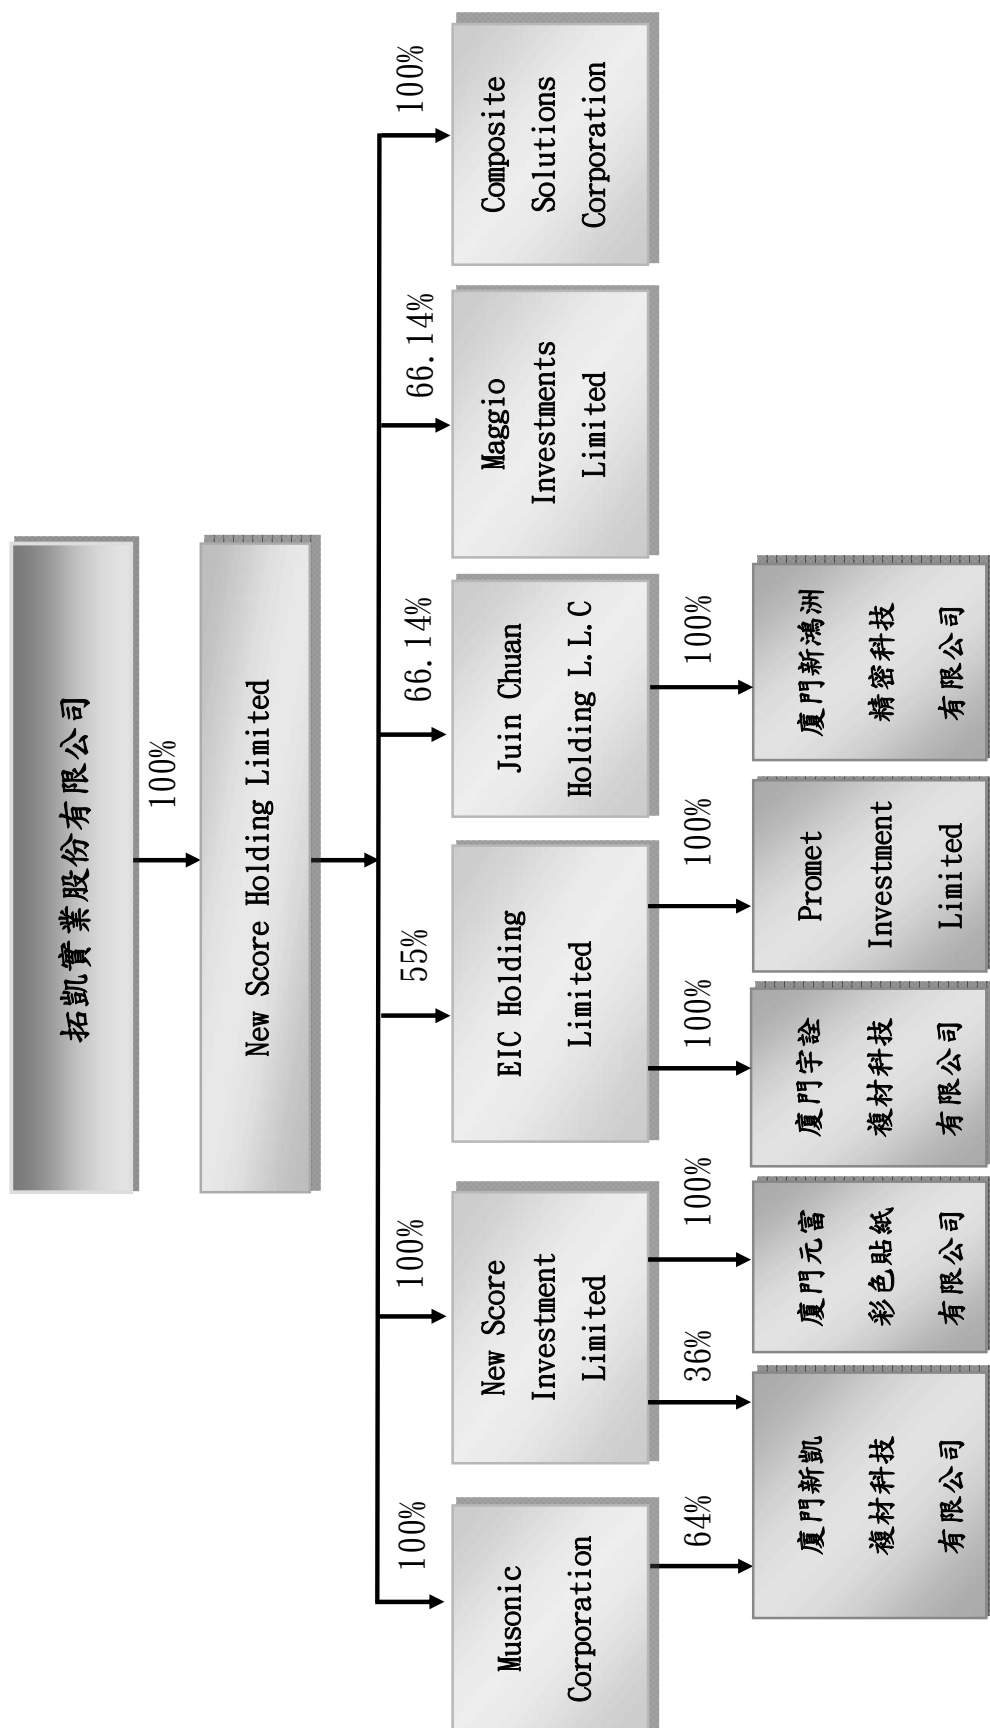 拓凱實業股份有限公司
100%
New Score Holding Limited
100%
100%
55%
66.14%
66.14%
100%
Musonic
Corporation
New Score
Investment
Limited
EIC Holding
Limited
Juin Chuan
Holding L.L.C
Maggio
Investments
Limited
Composite
Solutions
Corporation
64%
36%
100%
100%
100%
100%
廈門新凱
複材科技
有限公司
廈門元富
彩色貼紙
有限公司
廈門宇詮
複材科技
有限公司
Promet
Investment
Limited
廈門新鴻洲
精密科技
有限公司